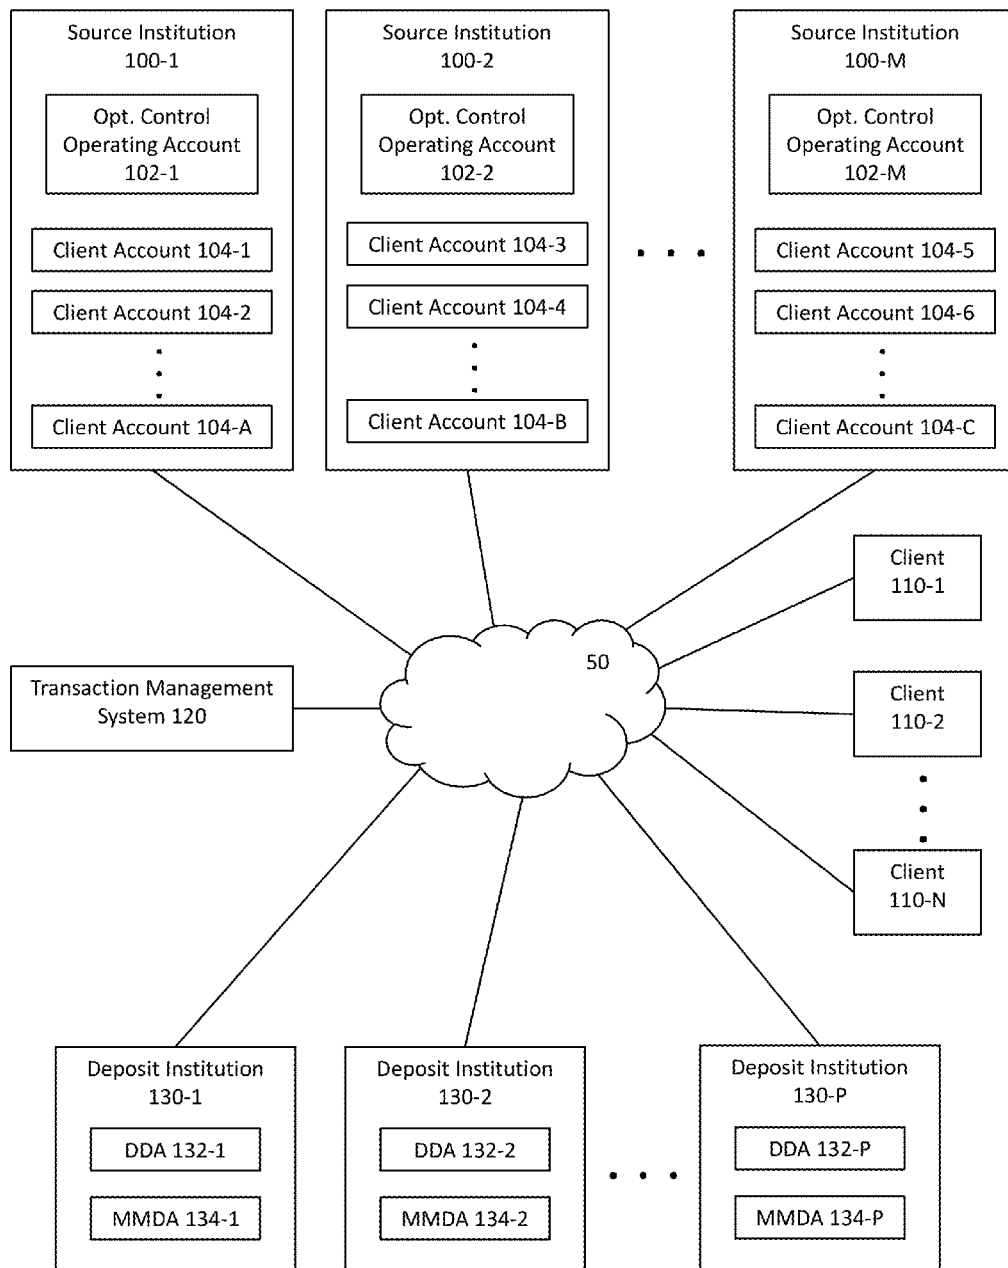 Source Institution
100-1
Opt. Control
Operating Account
102-1
Client Account 104-1
Client Account 104-2
Client Account 104-A
Source Institution
100-2
Opt. Control
Operating Account
102-2
Client Account 104-3
Client Account 104-4
Client Account 104-B
Source Institution
100-M
Opt. Control
Operating Account
102-M
Client Account 104-5
Client Account 104-6
Client Account 104-C
Client
110-1
50
Transaction Management
System 120
Client
110-2
Client
110-N
Deposit Institution
130-1
DDA 132-1
MMDA 134-1
Deposit Institution
130-2
DDA 132-2
MMDA 134-2
Deposit Institution
130-P
DDA 132-P
MMDA 134-P